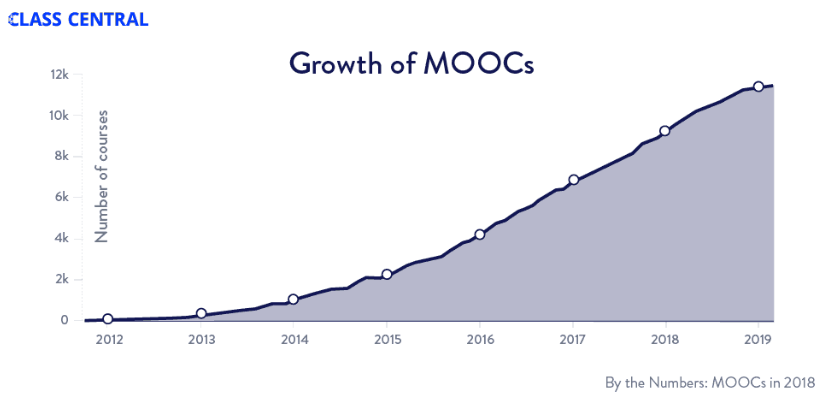 CLASS CENTRAL
Growth of MOOCs
12k
10k
8k
6k
4k
2k
0
Number of courses
2012 2013 2014 2015 2016 2017 2018 2019
By the Numbers: MOOCs in 2018